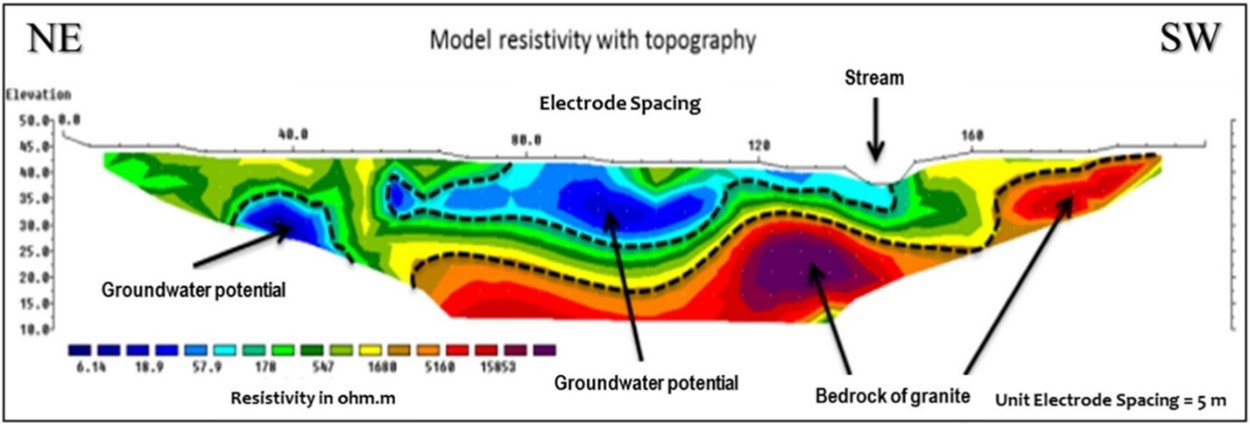 NE
Model resistivity with topography
SW
Stream
Elevation
Electrode Spacing
50.0 0.0
40.0
80.0
120
160
45.0
40.0
35.0
30.0
25.0
20.0
15.0
10.0
Groundwater potential
6.14 18.9 57.9 178 547 1680 5160 15853
Groundwater potential
Bedrock of granite
Resistivity in ohm.m
Unit Electrode Spacing = 5 m